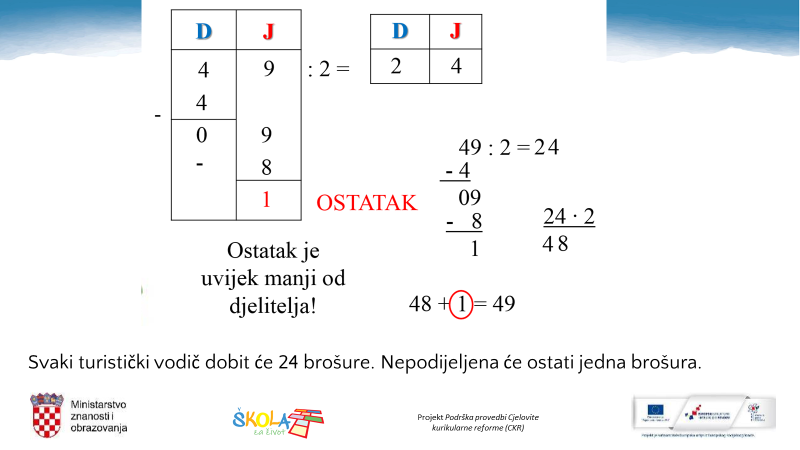 D J D J
4 9 : 2 = 2 4
- 4
0 9
- 8
1 OSTATAK
49 : 2 = 24
- 4
09
- 8
1
24 · 2
48
Ostatak je
uvijek manji od
djelitelja!
48 + 1 = 49
Svaki turistički vodič dobit će 24 brošure. Nepodijeljena će ostati jedna brošura.
Ministarstvo
znanosti i
obrazovanja
ŠKOLA
za život
Projekt Podrška provedbi Cjelovite
kurikularne reforme (CKR)